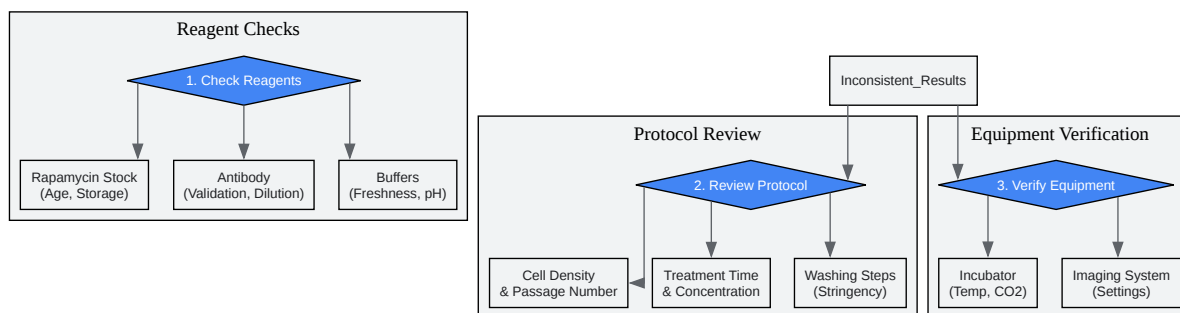 Reagent Checks
1. Check Reagents
Rapamycin Stock
(Age, Storage)
Antibody
(Validation, Dilution)
Buffers
(Freshness, pH)
Inconsistent_Results
Protocol Review
2. Review Protocol
Cell Density
& Passage Number
Treatment Time
& Concentration
Washing Steps
(Stringency)
Equipment Verification
3. Verify Equipment
Incubator
(Temp, CO2)
Imaging System
(Settings)